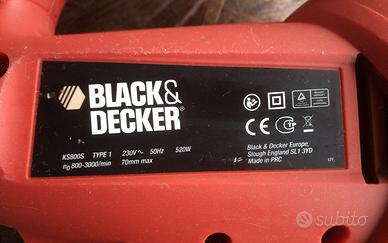 BLACK&
DECKER®
KS800S TYPE 1 230V~ 50Hz 520W
n₀ 800-3000/min 70mm max
Black & Decker Europe,
Slough England SL1 3YD
Made in PRC
CE
subito